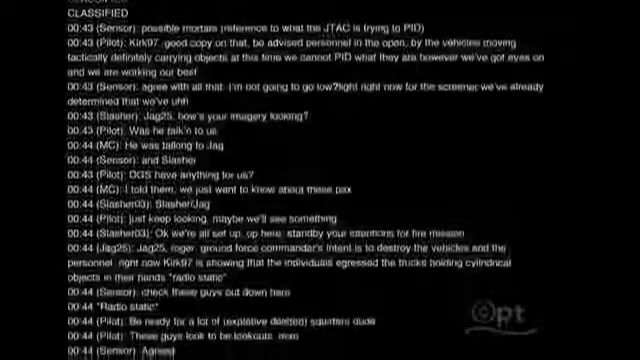 CLASSIFIED
00:43 (Sensor): possible mortars (reference to what the JTAC is trying to PID)
00:43 (Pilot): Kirk97, good copy on that, be advised personnel in the open, by the vehicles moving
tactically definitely carrying objects at this time we cannot PID what they are however we've got eyes on
and we are working our best
00:43 (Sensor): agree with all that. I'm not going to go low?light right now for the screener we've already
determined that we've uhh
00:43 (Slasher): Jag25, how's your imagery looking?
00:43 (Pilot): Was he talk'n to us
00:44 (MC): He was talking to Jag
00:44 (Sensor): and Slasher
00:43 (Pilot): DGS have anything for us?
00:44 (MC): I told them, we just want to know about these pax
00:44 (Slasher03): Slasher/Jag
00:44 (Pilot): just keep looking, maybe we'll see something
00:44 (Slasher03): Ok we're all set up, up here, standby your intentions for fire mission
00:44 (Jag25): Jag25, roger, ground force commander's intent is to destroy the vehicles and the
personnel, right now Kirk97 is showing that the individuals egressed the trucks holding cylindrical
objects in their hands *radio static*
00:44 (Sensor): check these guys out down here
00:44 *Radio static*
00:44 (Pilot): Be ready for a lot of (expletive deleted) squirters dude
00:44 (Pilot): These guys look to be lookouts, mm
00:44 (Sensor): Agreed
©pt